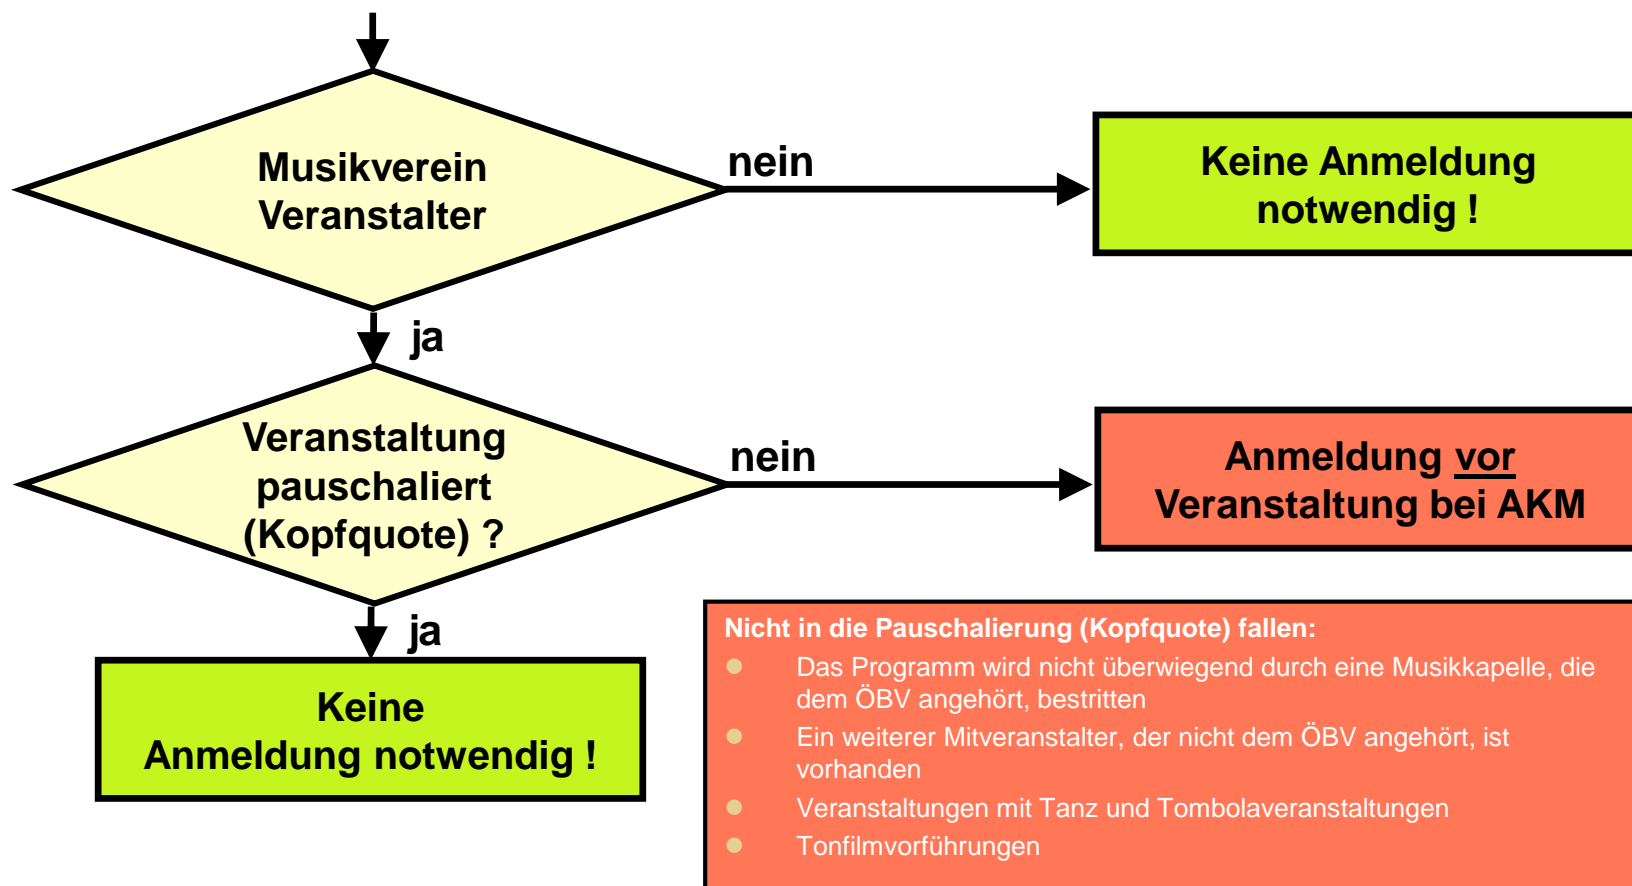 Musikverein
Veranstalter
nein
Keine Anmeldung
notwendig !
ja
Veranstaltung
pauschaliert
(Kopfquote) ?
nein
Anmeldung vor
Veranstaltung bei AKM
ja
Keine
Anmeldung notwendig !
Nicht in die Pauschalierung (Kopfquote) fallen:
Das Programm wird nicht überwiegend durch eine Musikkapelle, die
dem ÖBV angehört, bestritten
Ein weiterer Mitveranstalter, der nicht dem ÖBV angehört, ist
vorhanden
Veranstaltungen mit Tanz und Tombolaveranstaltungen
Tonfilmvorführungen